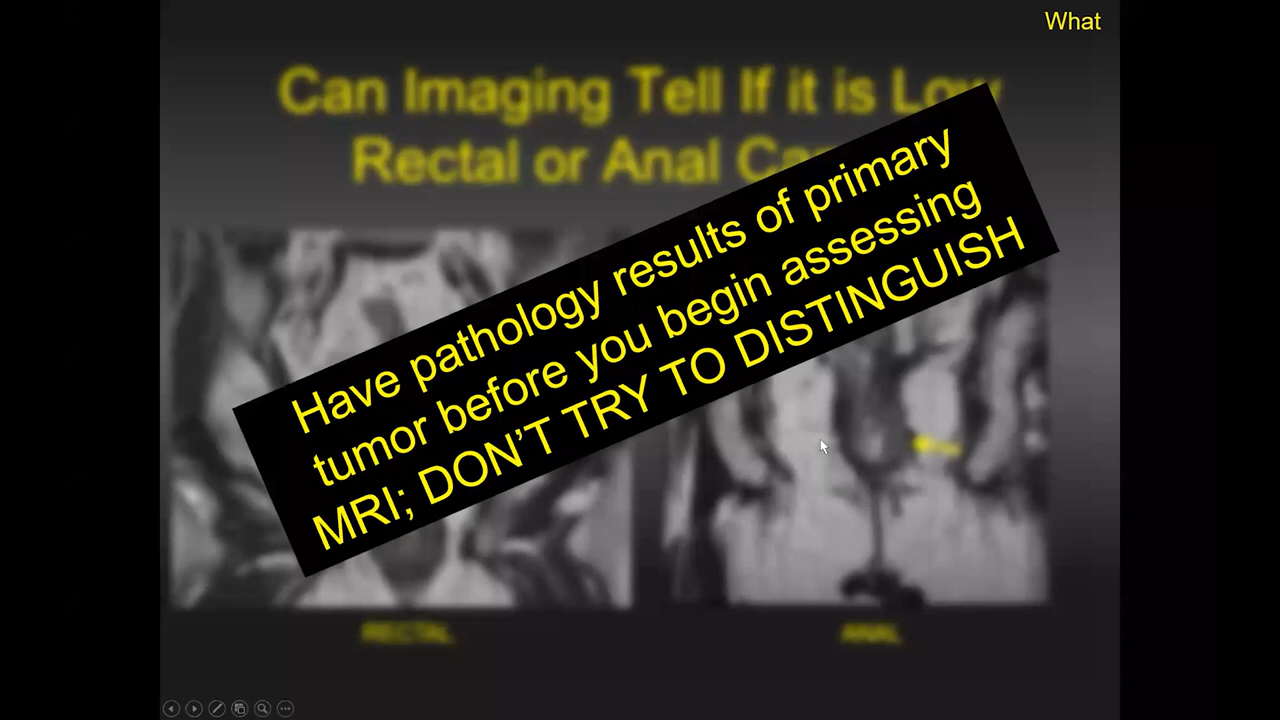 What
Can Imaging Tell If it is Low
Rectal or Anal
Have pathology results of primary
tumor before you begin assessing
MRI; DON'T TRY TO DISTINGUISH
RECTAL
ANAL